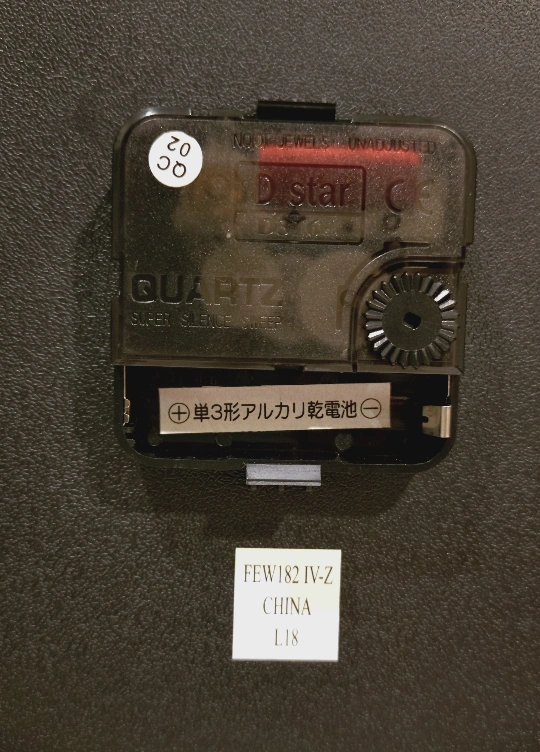 QC
02
NO(0) JEWELS UNADJUSTED
D star
CE
QUARTZ
SUPER SILENCE SWEEP
⊕単3形アルカリ乾電池⊖
FEW182 IV-Z
CHINA
L18